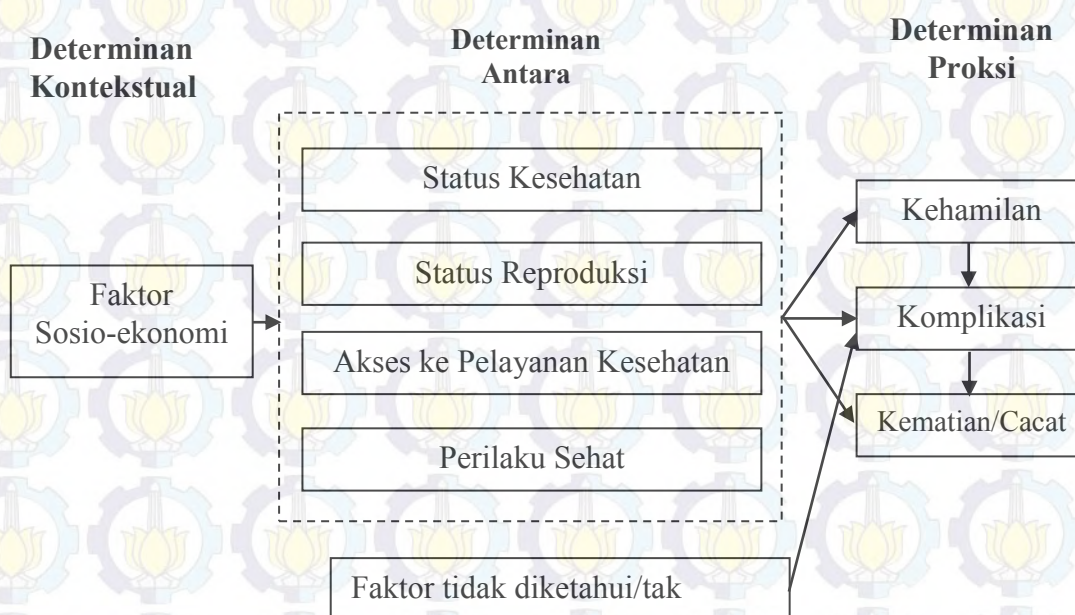 Determinan
Kontekstual
Determinan
Antara
Determinan
Proksi
Faktor
Sosio-ekonomi
Status Kesehatan
Status Reproduksi
Akses ke Pelayanan Kesehatan
Perilaku Sehat
Kehamilan
Komplikasi
Kematian/Cacat
Faktor tidak diketahui/tak